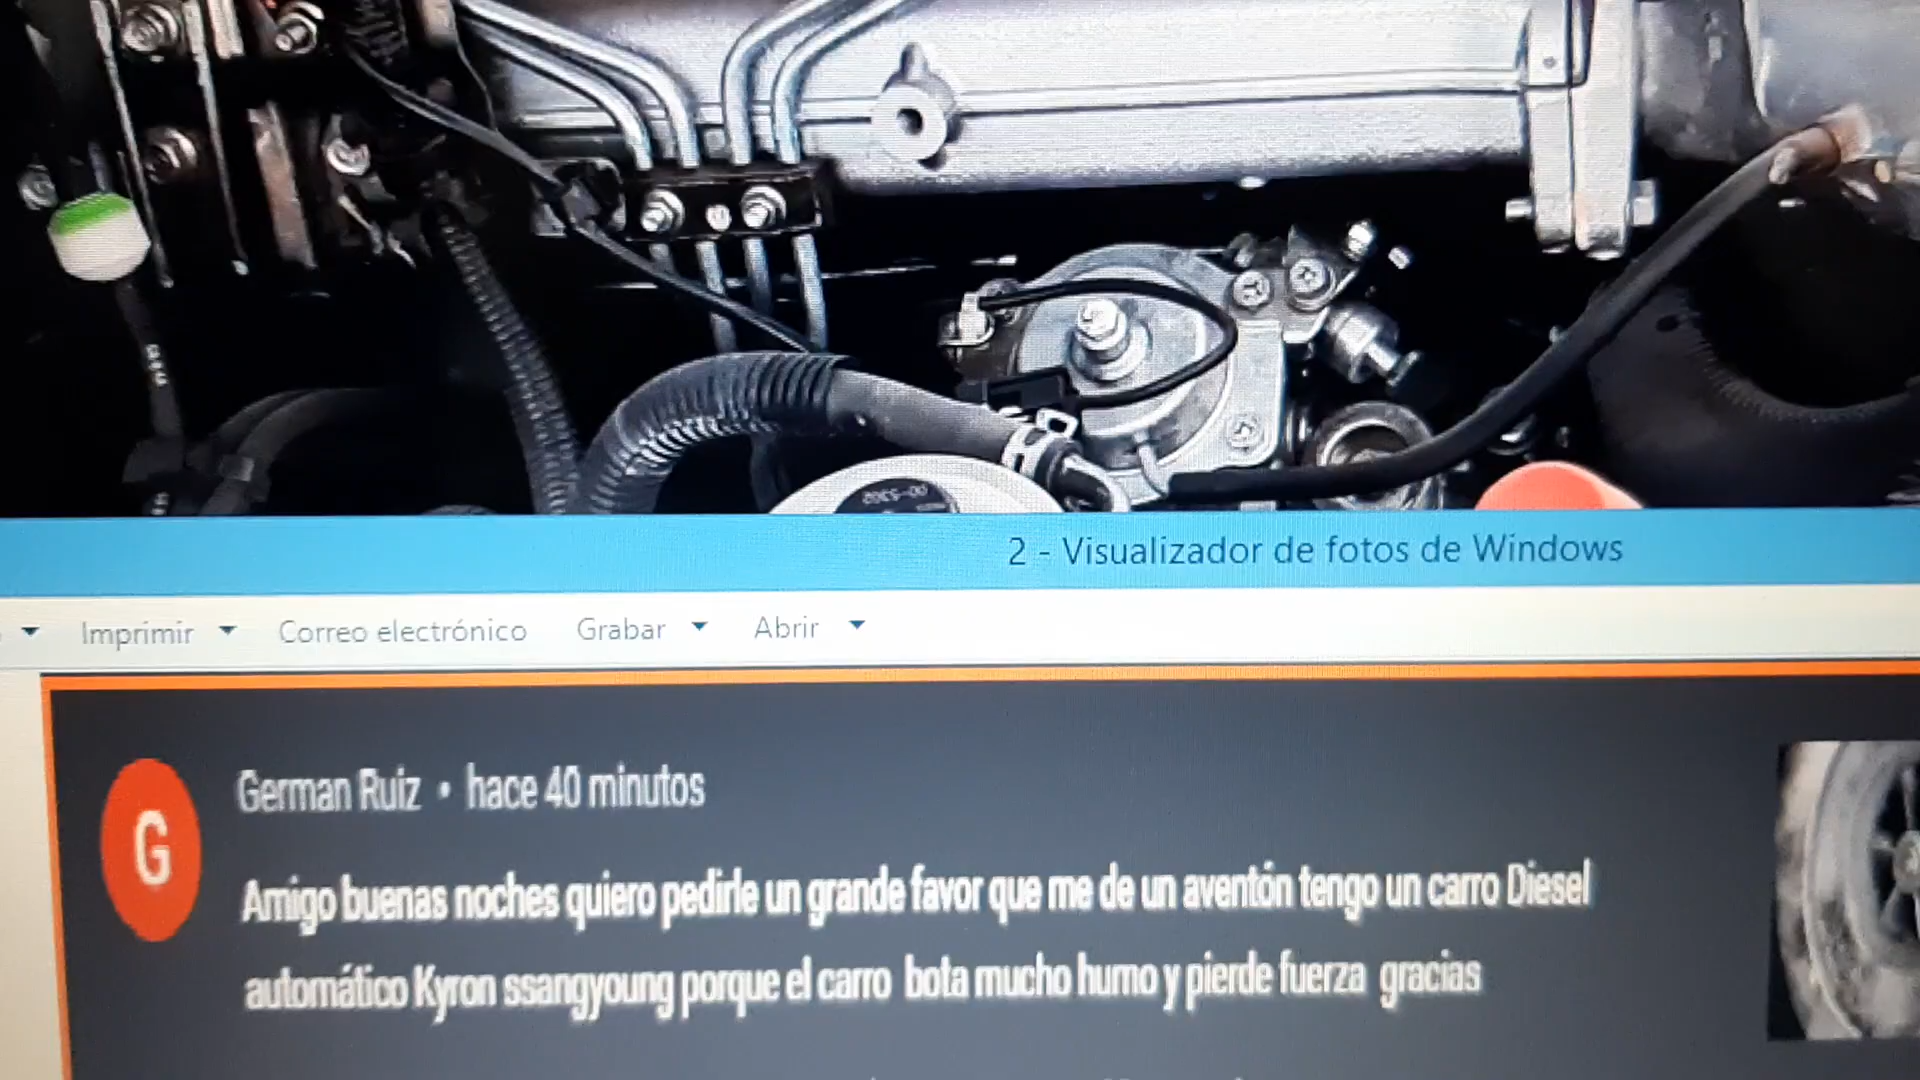 2 - Visualizador de fotos de Windows
Imprimir Correo electrónico Grabar Abrir
G
German Ruiz • hace 40 minutos
Amigo buenas noches quiero pedirle un grande favor que me de un aventón tengo un carro Diesel
automático Kyron ssangyoung porque el carro bota mucho humo y pierde fuerza gracias